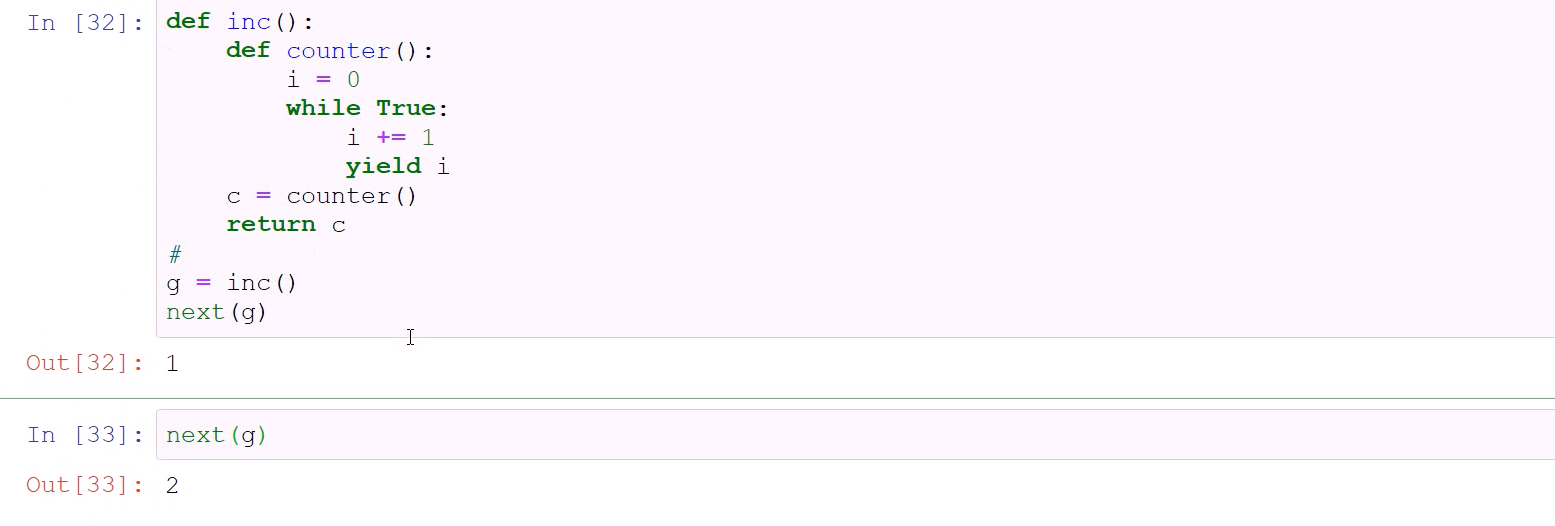 In [32]: def inc():
    def counter():
        i = 0
        while True:
            i += 1
            yield i
    c = counter()
    return c
#
g = inc()
next(g)
Out[32]: 1
In [33]: next(g)
Out[33]: 2